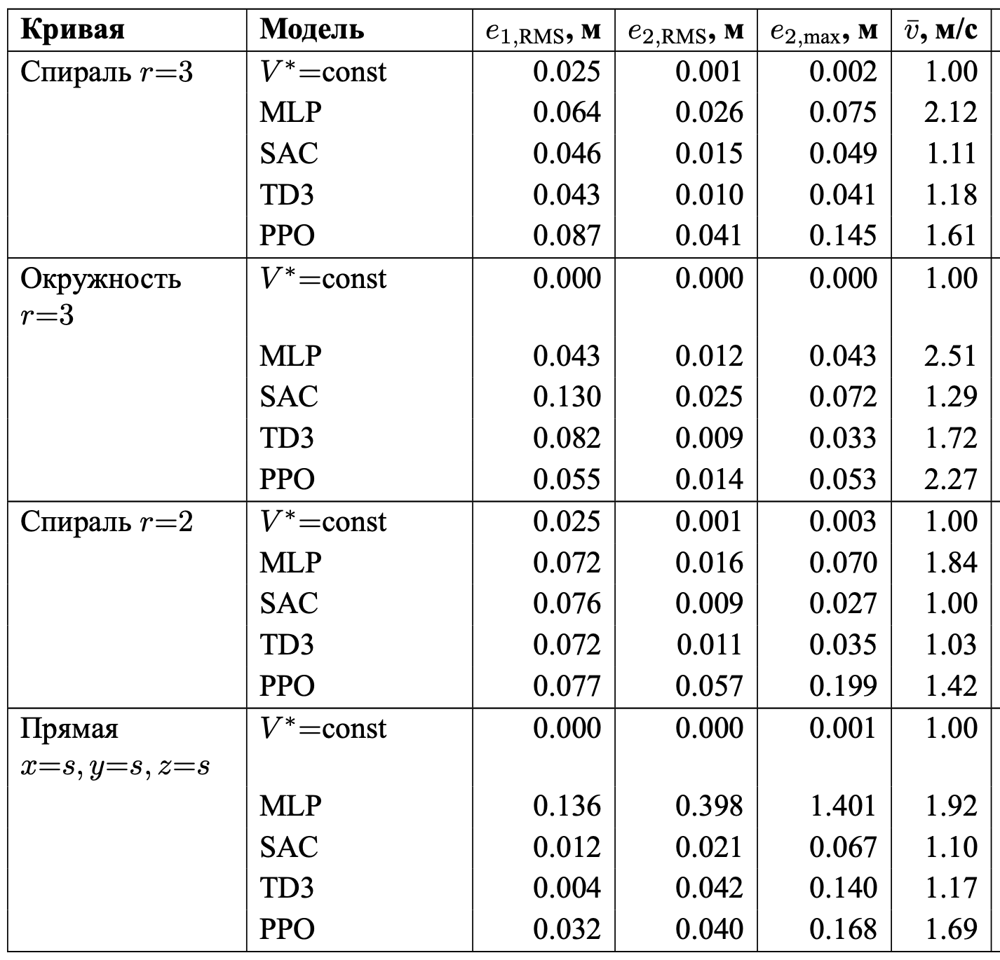 Кривая Модель e1,RMS, м e2,RMS, м e2,max, м v̄, м/с
Спираль r=3 V*=const 0.025 0.001 0.002 1.00
MLP 0.064 0.026 0.075 2.12
SAC 0.046 0.015 0.049 1.11
TD3 0.043 0.010 0.041 1.18
PPO 0.087 0.041 0.145 1.61
Окружность V*=const 0.000 0.000 0.000 1.00
r=3
MLP 0.043 0.012 0.043 2.51
SAC 0.130 0.025 0.072 1.29
TD3 0.082 0.009 0.033 1.72
PPO 0.055 0.014 0.053 2.27
Спираль r=2 V*=const 0.025 0.001 0.003 1.00
MLP 0.072 0.016 0.070 1.84
SAC 0.076 0.009 0.027 1.00
TD3 0.072 0.011 0.035 1.03
PPO 0.077 0.057 0.199 1.42
Прямая V*=const 0.000 0.000 0.001 1.00
x=s, y=s, z=s
MLP 0.136 0.398 1.401 1.92
SAC 0.012 0.021 0.067 1.10
TD3 0.004 0.042 0.140 1.17
PPO 0.032 0.040 0.168 1.69